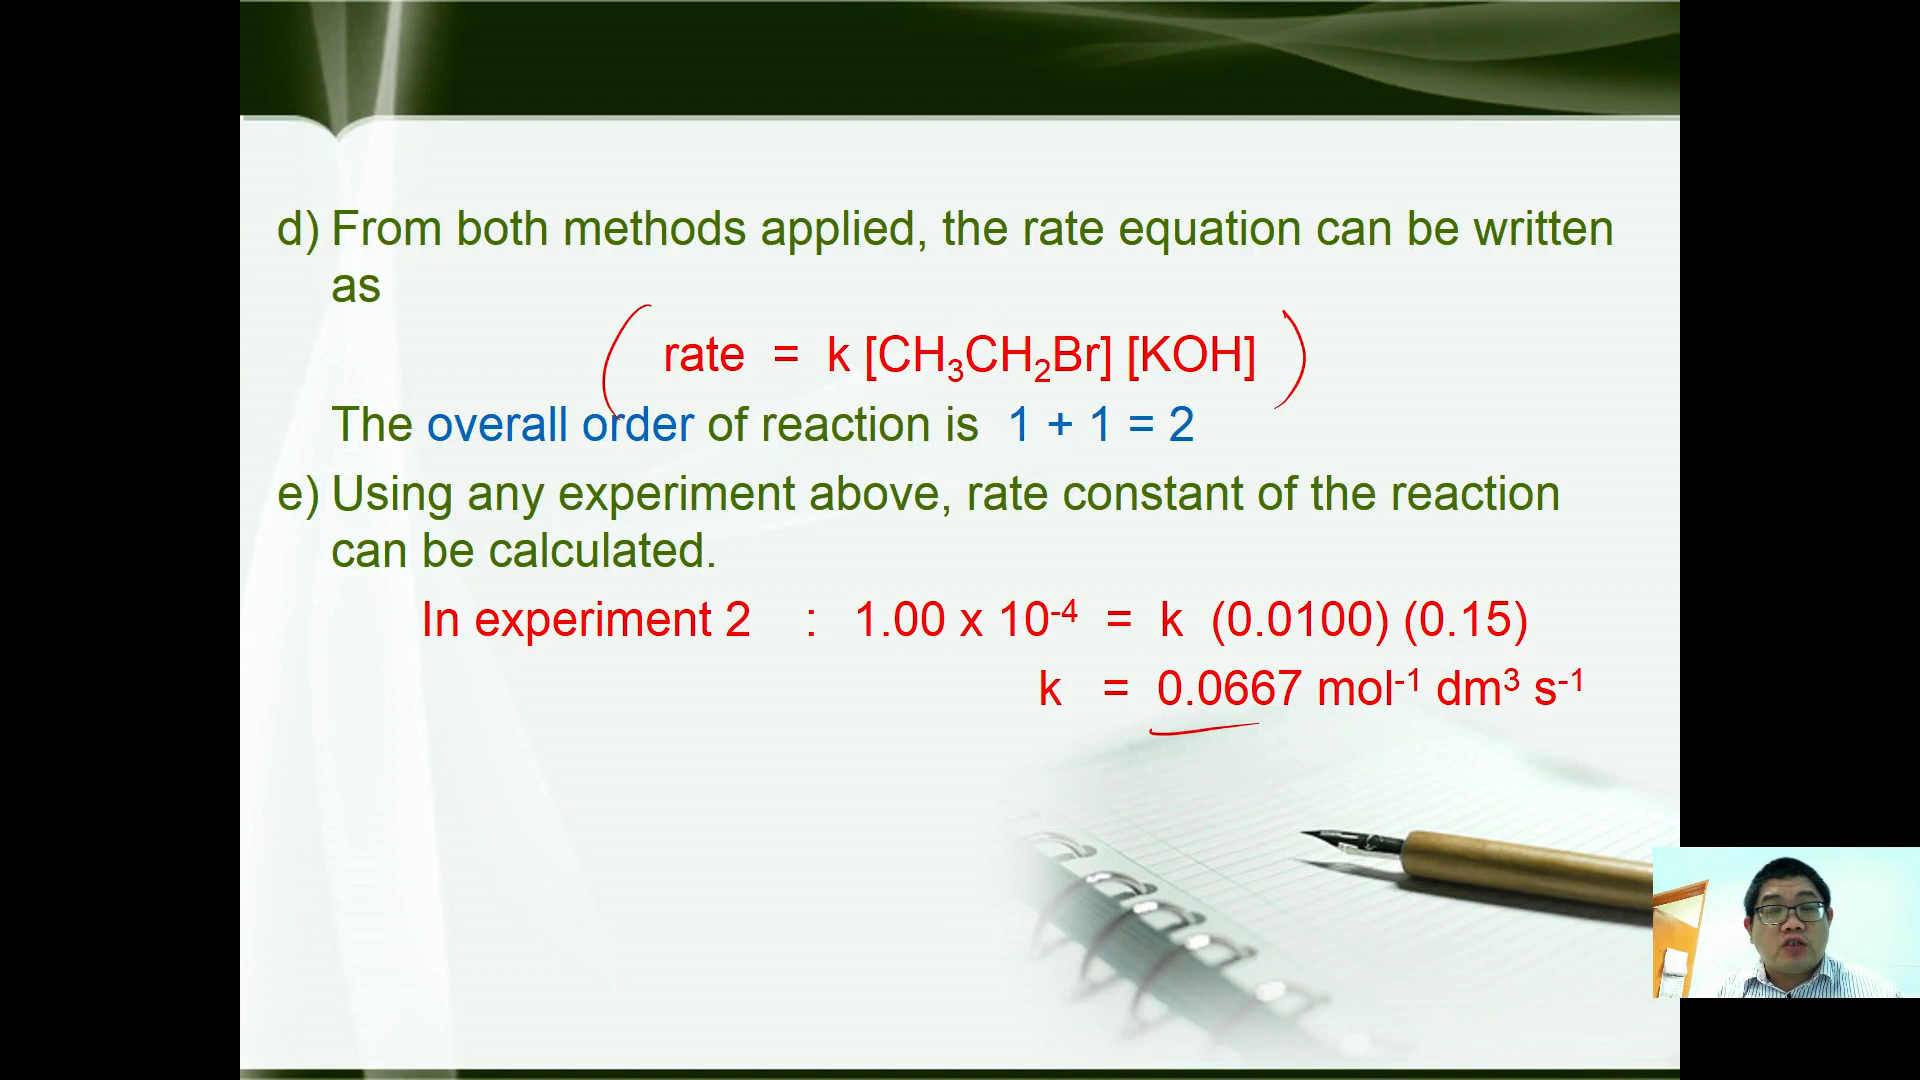 d) From both methods applied, the rate equation can be written
as
rate = k [CH₃CH₂Br] [KOH]
The overall order of reaction is 1 + 1 = 2
e) Using any experiment above, rate constant of the reaction
can be calculated.
In experiment 2 : 1.00 x 10⁻⁴ = k (0.0100) (0.15)
k = 0.0667 mol⁻¹ dm³ s⁻¹